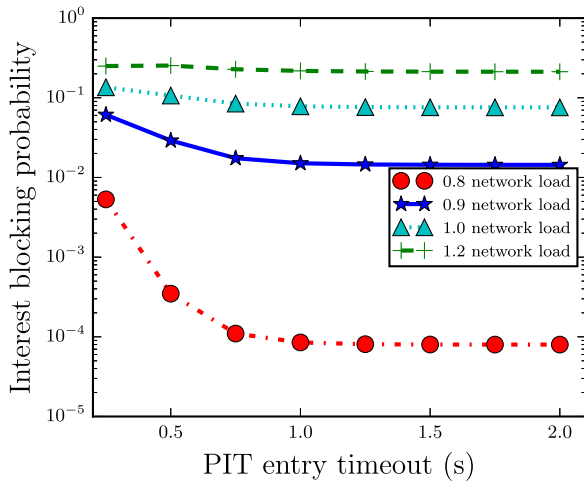 10⁰
10⁻¹
10⁻²
10⁻³
10⁻⁴
10⁻⁵
Interest blocking probability
0.8 network load
0.9 network load
1.0 network load
1.2 network load
0.5 1.0 1.5 2.0
PIT entry timeout (s)